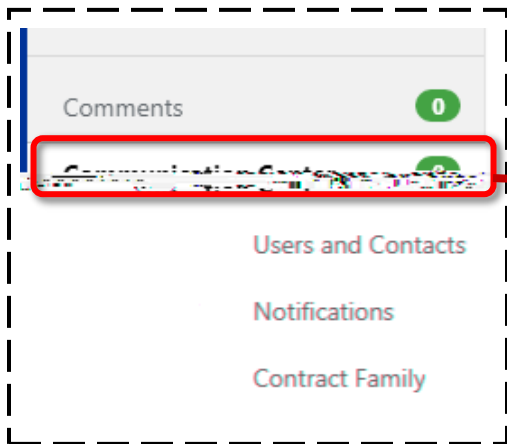 Comments 0
Users and Contacts
Notifications
Contract Family